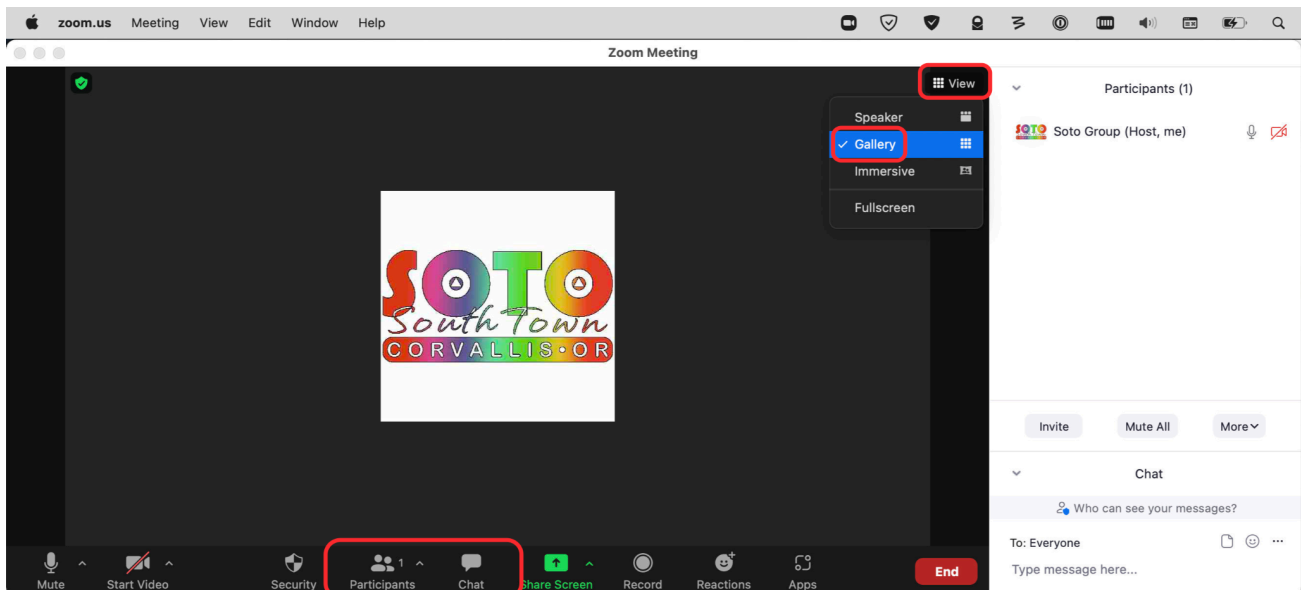 zoom.us Meeting View Edit Window Help
Zoom Meeting
View
Speaker
Gallery
Immersive
Fullscreen
SOTO
South Town
CORVALLIS•OR
Mute
Start Video
Security
1
Participants
Chat
Share Screen
Record
Reactions
Apps
End
Participants (1)
SOTO Soto Group (Host, me)
Invite Mute All More
Chat
Who can see your messages?
To: Everyone
Type message here...